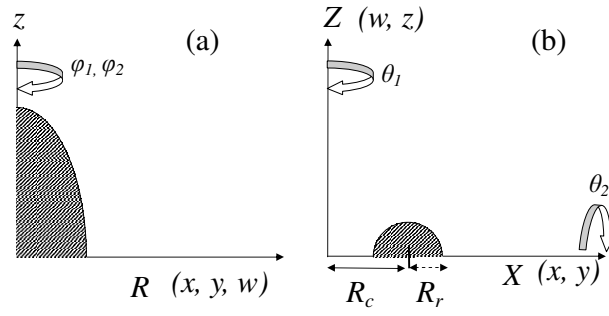 z
(a)
φ1, φ2
R (x, y, w)
Z (w, z)
(b)
θ1
θ2
X (x, y)
Rc
Rr